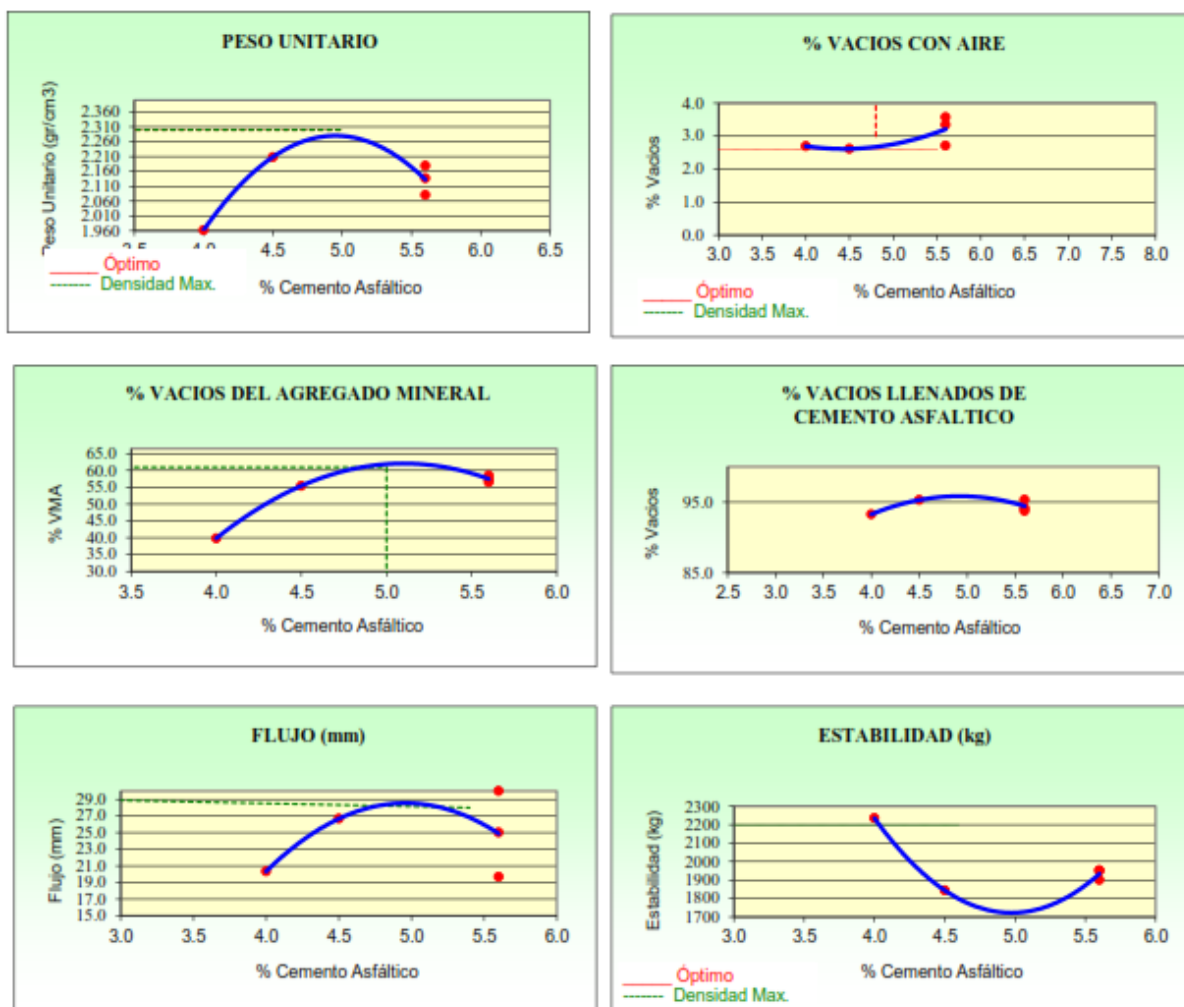 PESO UNITARIO
Peso Unitario (gr/cm3)
2.360
2.310
2.260
2.210
2.160
2.110
2.060
2.010
1.960
3.5 4.0 4.5 5.0 5.5 6.0 6.5
% Cemento Asfáltico
______ Óptimo
------- Densidad Max.
% VACIOS CON AIRE
% Vacios
4.0
3.0
2.0
1.0
0.0
3.0 3.5 4.0 4.5 5.0 5.5 6.0 6.5 7.0 7.5 8.0
% Cemento Asfáltico
______ Óptimo
------- Densidad Max.
% VACIOS DEL AGREGADO MINERAL
% VMA
65.0
60.0
55.0
50.0
45.0
40.0
35.0
30.0
3.5 4.0 4.5 5.0 5.5 6.0
% Cemento Asfáltico
% VACIOS LLENADOS DE
CEMENTO ASFALTICO
% Vacios
95.0
85.0
2.5 3.0 3.5 4.0 4.5 5.0 5.5 6.0 6.5 7.0
% Cemento Asfáltico
FLUJO (mm)
Flujo (mm)
29.0
27.0
25.0
23.0
21.0
19.0
17.0
15.0
3.0 3.5 4.0 4.5 5.0 5.5 6.0
% Cemento Asfáltico
ESTABILIDAD (kg)
Estabilidad (kg)
2300
2200
2100
2000
1900
1800
1700
3.0 3.5 4.0 4.5 5.0 5.5 6.0
% Cemento Asfáltico
______ Óptimo
------- Densidad Max.